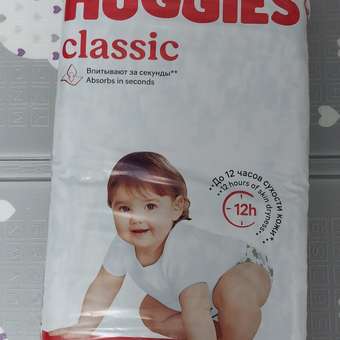 HUGGIES
classic
Впитывают за секунды**
Absorbs in seconds
**До 12 часов сухости кожи*
**12 hours of skin dryness**
12h